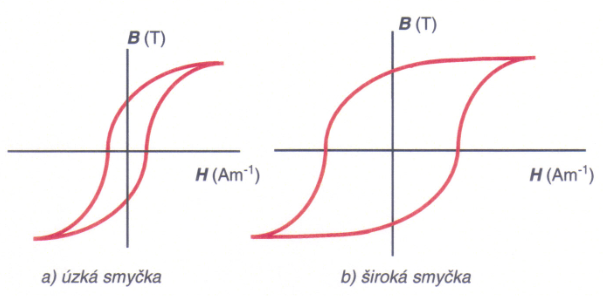 B (T)
H (Am⁻¹)
a) úzká smyčka
B (T)
H (Am⁻¹)
b) široká smyčka